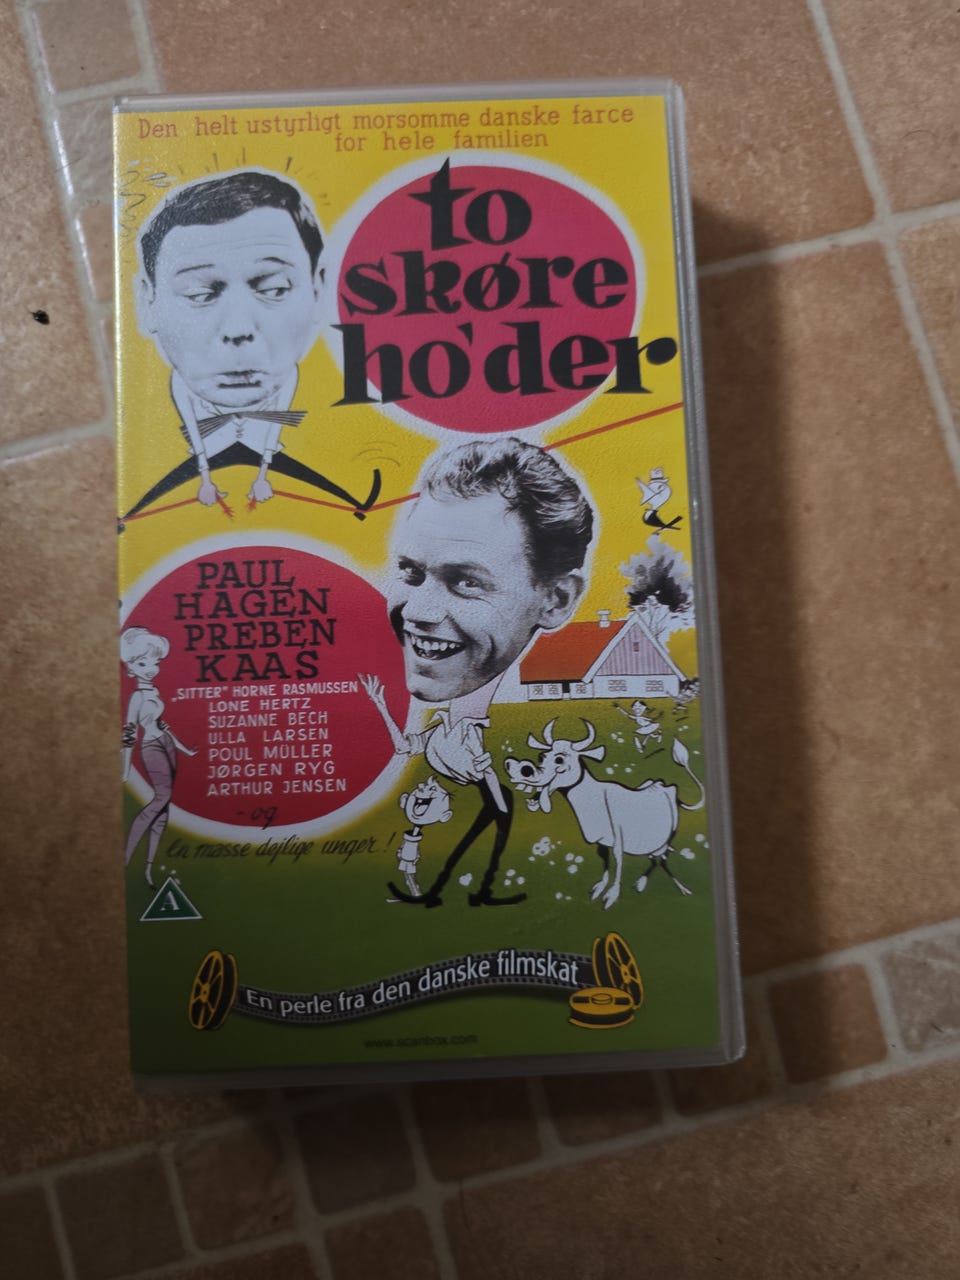 Den helt ustyrligt morsomme danske farce
for hele familien
to
skøre
ho'der
PAUL
HAGEN
PREBEN
KAAS
„SITTER" HORNE RASMUSSEN
LONE HERTZ
SUZANNE BECH
ULLA LARSEN
POUL MÜLLER
JØRGEN RYG
ARTHUR JENSEN
- og
En masse dejlige unger!
A
En perle fra den danske filmskat
www.scanbox.com